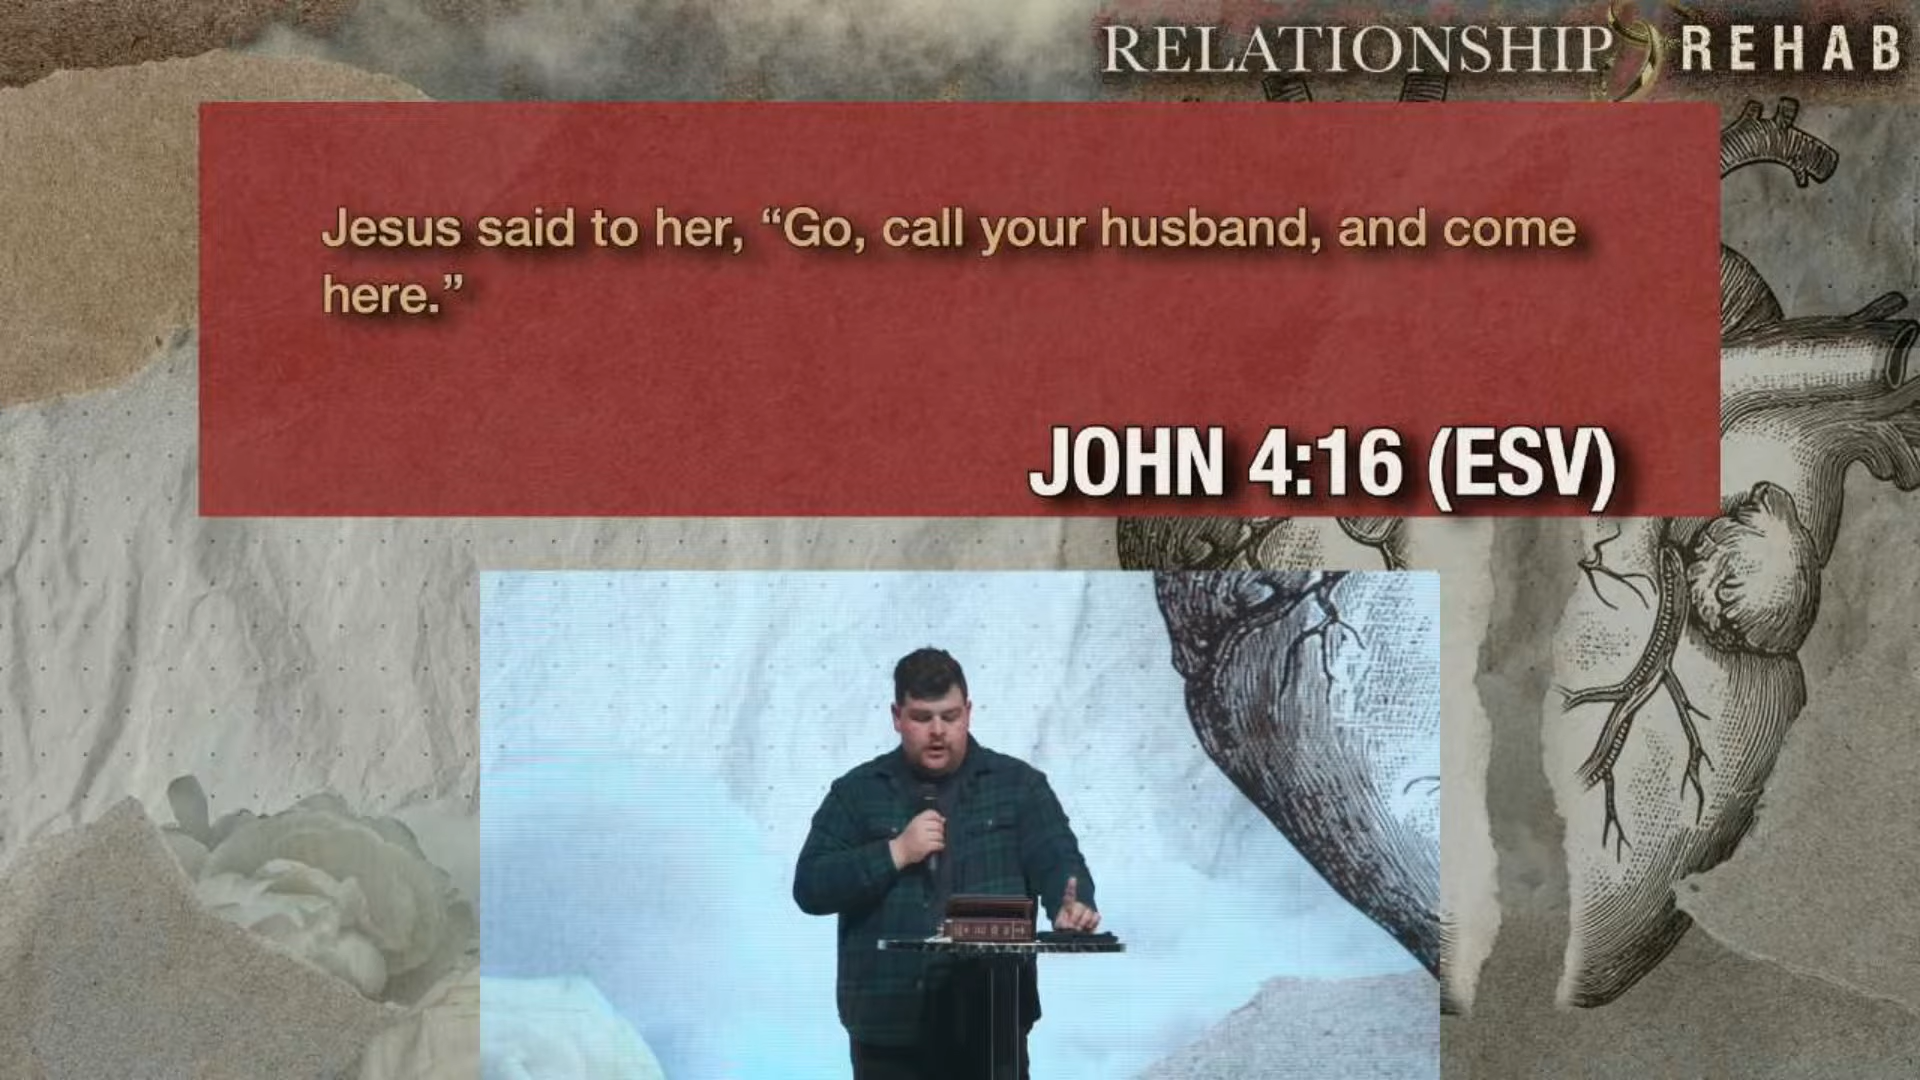 RELATIONSHIP REHAB
Jesus said to her, “Go, call your husband, and come
here.”
JOHN 4:16 (ESV)